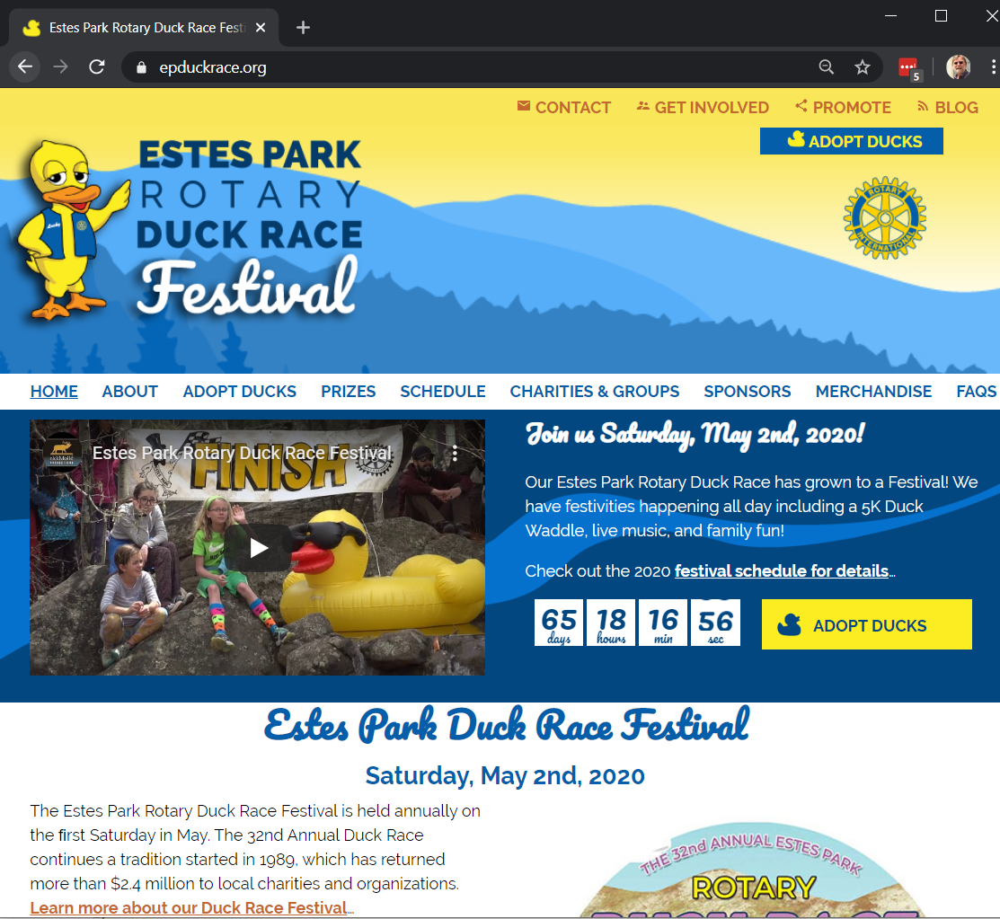 Estes Park Rotary Duck Race Festi
epduckrace.org
5
CONTACT
GET INVOLVED
PROMOTE
BLOG
ADOPT DUCKS
ESTES PARK
ROTARY
DUCK RACE
Festival
Lucky
ROTARY
INTERNATIONAL
HOME
ABOUT
ADOPT DUCKS
PRIZES
SCHEDULE
CHARITIES & GROUPS
SPONSORS
MERCHANDISE
FAQS
Estes Park Rotary Duck Race Festival
FINISH
Join us Saturday, May 2nd, 2020!
Our Estes Park Rotary Duck Race has grown to a Festival! We
have festivities happening all day including a 5K Duck
Waddle, live music, and family fun!
Check out the 2020 festival schedule for details…
65 18 16 56
days hours min sec
ADOPT DUCKS
Estes Park Duck Race Festival
Saturday, May 2nd, 2020
The Estes Park Rotary Duck Race Festival is held annually on
the first Saturday in May. The 32nd Annual Duck Race
continues a tradition started in 1989, which has returned
more than $2.4 million to local charities and organizations.
Learn more about our Duck Race Festival…
THE 32nd ANNUAL ESTES PARK
ROTARY
DUCK RACE